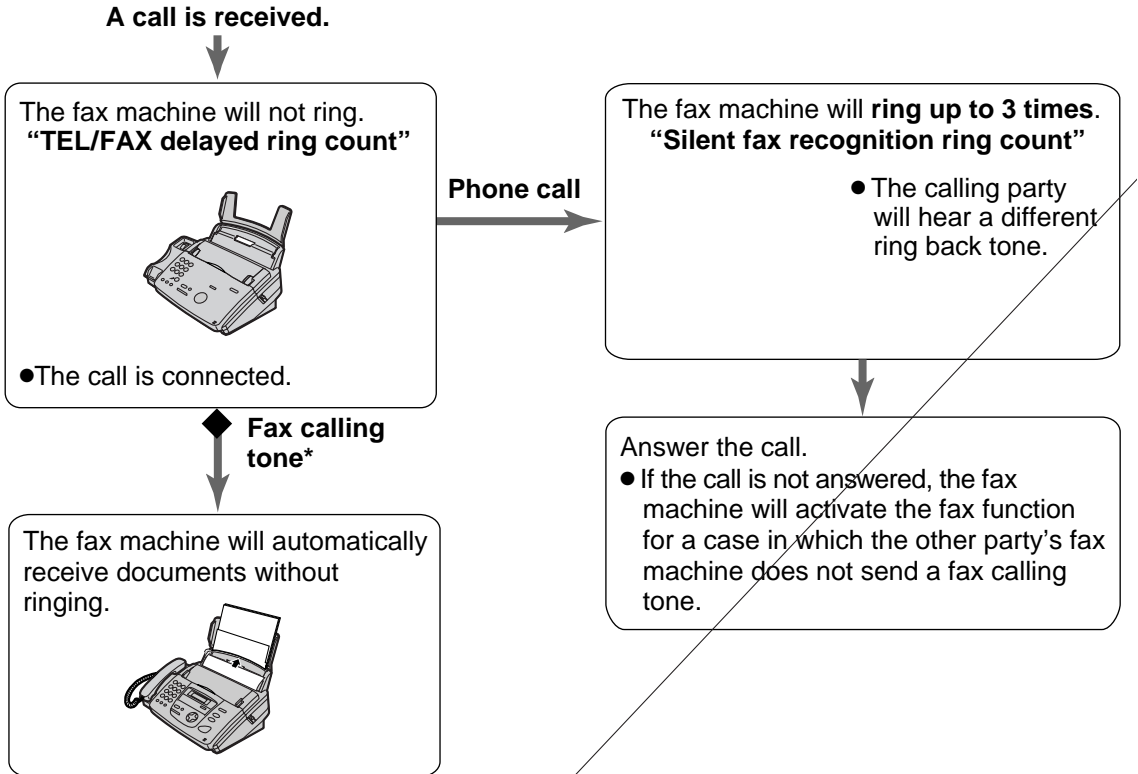 A call is received.
The fax machine will not ring.
“TEL/FAX delayed ring count”
●The call is connected.
Phone call
The fax machine will ring up to 3 times.
“Silent fax recognition ring count”
● The calling party
will hear a different
ring back tone.
Fax calling
tone*
The fax machine will automatically
receive documents without
ringing.
Answer the call.
● If the call is not answered, the fax
machine will activate the fax function
for a case in which the other party’s fax
machine does not send a fax calling
tone.